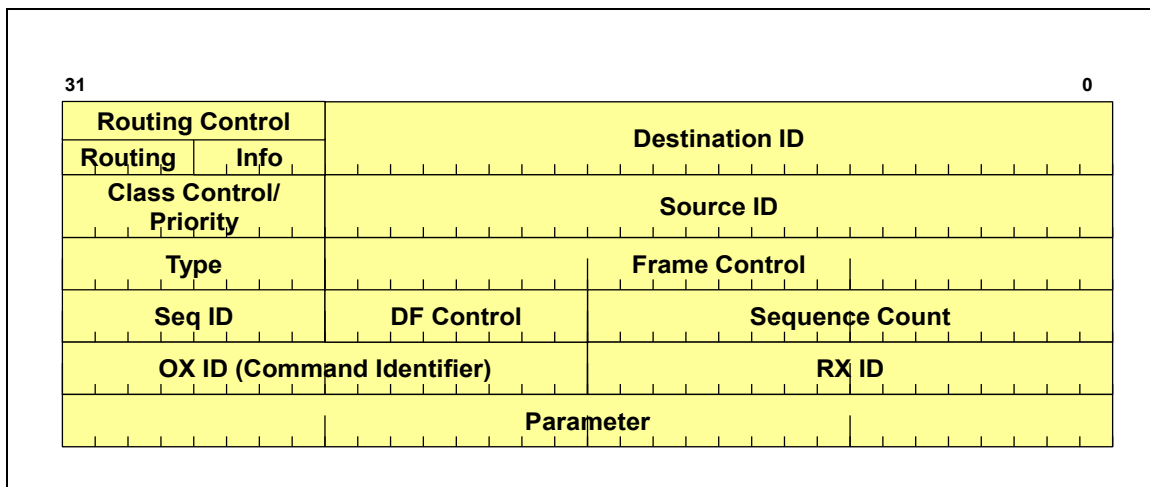 31 0
Routing Control
Destination ID
Routing Info
Class Control/
Priority
Source ID
Type
Frame Control
Seq ID
DF Control
Sequence Count
OX ID (Command Identifier)
RX ID
Parameter